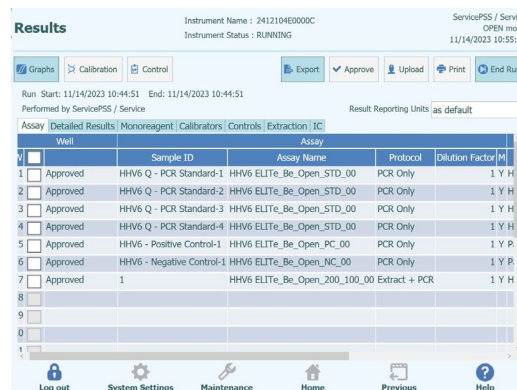 Results
Instrument Name : 2412104E0000C
Instrument Status : RUNNING
ServicePSS / Servi
OPEN mo
11/14/2023 10:55:
Graphs Calibration Control Export Approve Upload Print End Ru
Run Start: 11/14/2023 10:44:51 End: 11/14/2023 10:44:51
Performed by ServicePSS / Service Result Reporting Units as default
Assay Detailed Results Monoreagent Calibrators Controls Extraction IC
Well Assay
Sample ID Assay Name Protocol Dilution Factor M
1 Approved HHV6 Q - PCR Standard-1 HHV6 ELITe_Be_Open_STD_00 PCR Only 1 Y H
2 Approved HHV6 Q - PCR Standard-2 HHV6 ELITe_Be_Open_STD_00 PCR Only 1 Y H
3 Approved HHV6 Q - PCR Standard-3 HHV6 ELITe_Be_Open_STD_00 PCR Only 1 Y H
4 Approved HHV6 Q - PCR Standard-4 HHV6 ELITe_Be_Open_STD_00 PCR Only 1 Y H
5 Approved HHV6 - Positive Control-1 HHV6 ELITe_Be_Open_PC_00 PCR Only 1 Y P
6 Approved HHV6 - Negative Control-1 HHV6 ELITe_Be_Open_NC_00 PCR Only 1 Y P
7 Approved 1 HHV6 ELITe_Be_Open_200_100_00 Extract + PCR 1 Y H
8
9
0
1
Log out System Settings Maintenance Home Previous Help